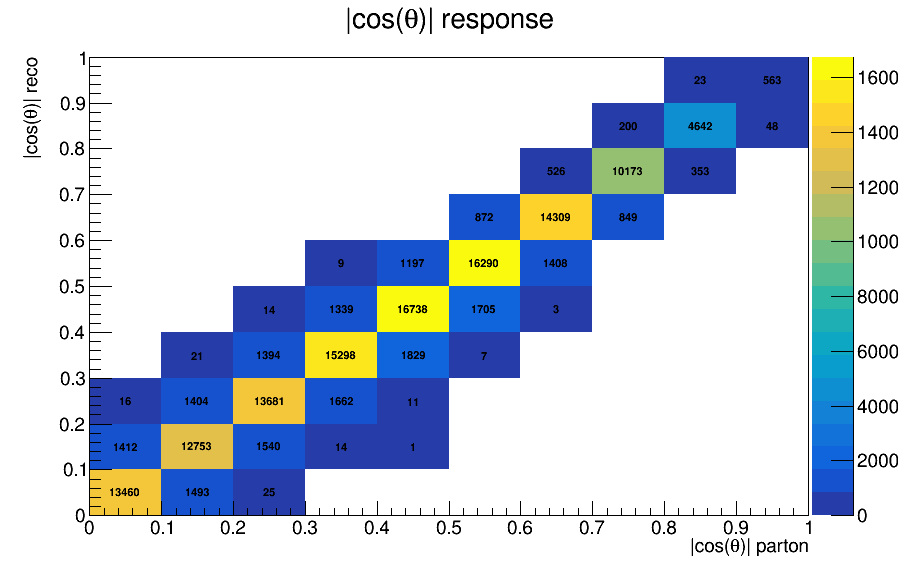 |cos(θ)| response
|cos(θ)| reco
1
0.9
0.8
0.7
0.6
0.5
0.4
0.3
0.2
0.1
0
23 563
200 4642 48
526 10173 353
872 14309 849
9 1197 16290 1408
14 1339 16738 1705 3
21 1394 15298 1829 7
16 1404 13681 1662 11
1412 12753 1540 14 1
13460 1493 25
0 0.1 0.2 0.3 0.4 0.5 0.6 0.7 0.8 0.9 1
|cos(θ)| parton
1600
1400
1200
1000
8000
6000
4000
2000
0